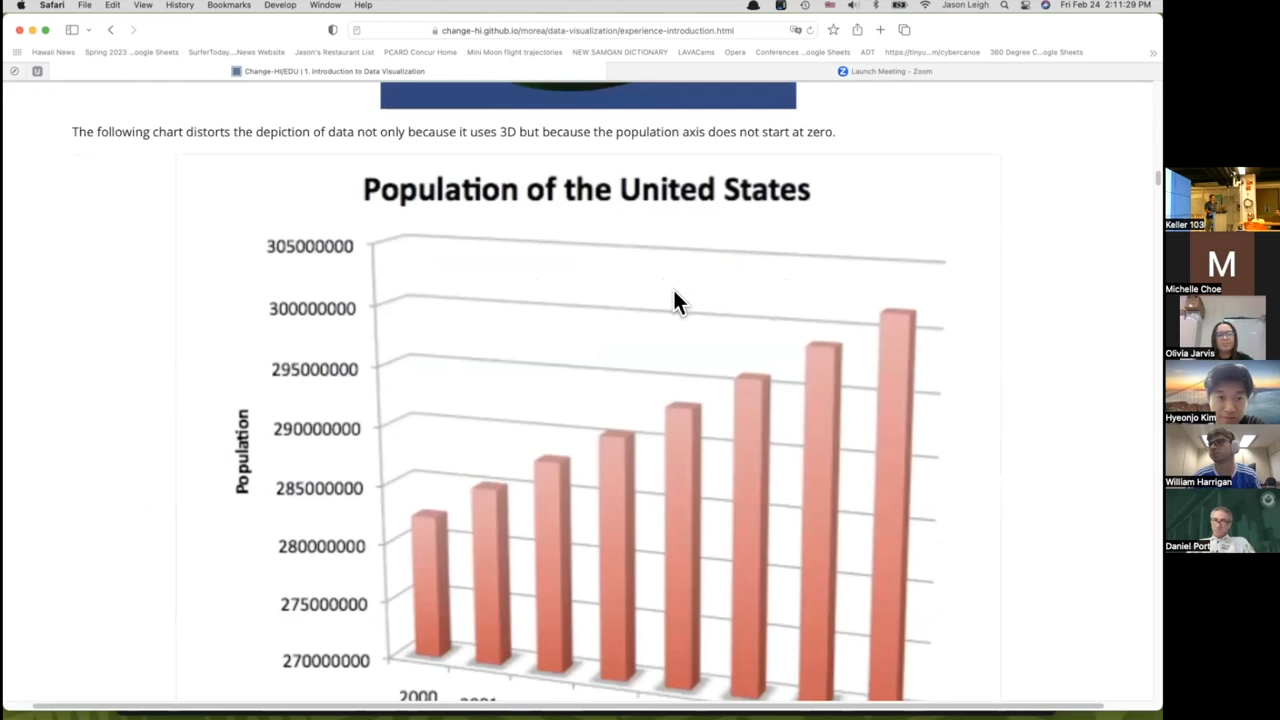 Safari File Edit View History Bookmarks Develop Window Help Jason Leigh Fri Feb 24 2:11:29 PM
change-hi.github.io/morea/data-visualization/experience-introduction.html
Hawaii News Spring 2023 ...oogle Sheets SurferToday....News Website Jason's Restaurant List PCARD Concur Home Mini Moon flight trajectories NEW SAMOAN DICTIONARY LAVACams Opera Conferences ...oogle Sheets ADT https://tinyu...m/cybercanoe 360 Degree C...ogle Sheets
Change-HI/EDU | 1. Introduction to Data Visualization Launch Meeting - Zoom
The following chart distorts the depiction of data not only because it uses 3D but because the population axis does not start at zero.
Population of the United States
305000000
300000000
295000000
290000000
285000000
280000000
275000000
270000000
Population
2000
Keller 103
M
Michelle Choe
Olivia Jarvis
Hyeonjo Kim
William Harrigan
Daniel Port